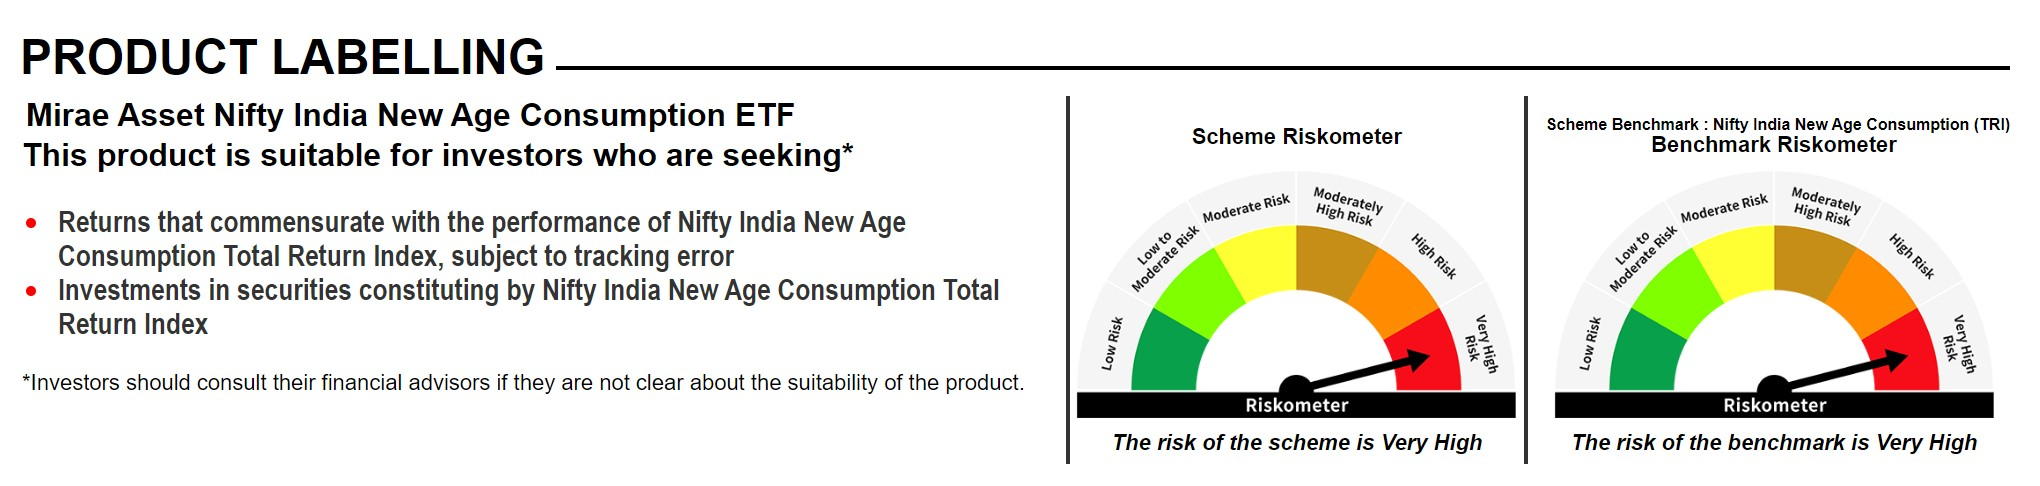 PRODUCT LABELLING
Mirae Asset Nifty India New Age Consumption ETF
This product is suitable for investors who are seeking*
• Returns that commensurate with the performance of Nifty India New Age
Consumption Total Return Index, subject to tracking error
• Investments in securities constituting by Nifty India New Age Consumption Total
Return Index
*Investors should consult their financial advisors if they are not clear about the suitability of the product.
Scheme Riskometer
Low Risk
Low to
Moderate Risk
Moderate Risk
Moderately
High Risk
High Risk
Very High
Risk
Riskometer
The risk of the scheme is Very High
Scheme Benchmark : Nifty India New Age Consumption (TRI)
Benchmark Riskometer
Low Risk
Low to
Moderate Risk
Moderate Risk
Moderately
High Risk
High Risk
Very High
Risk
Riskometer
The risk of the benchmark is Very High